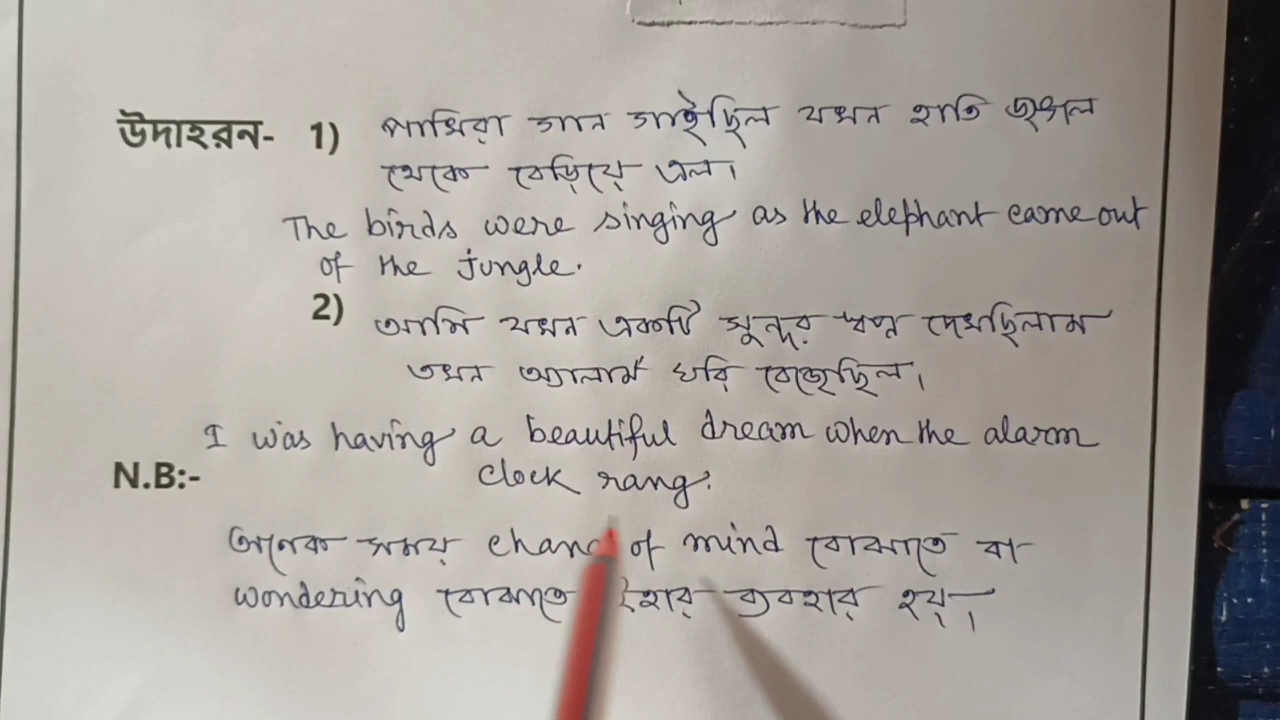 উদাহরন- 1) পাখিরা গান গাইছিল যখন হাতি জঙ্গল
থেকে বেড়িয়ে এল।
The birds were singing as the elephant came out
of the jungle.
2) আমি যখন একটি সুন্দর স্বপ্ন দেখছিলাম
তখন অ্যালার্ম ঘরি বেজেছিল।
I was having a beautiful dream when the alarm
N.B:- clock rang.
অনেক সময় of mind বোঝাতে বা
wondering বোঝাতে ইহার ব্যবহার হয়।